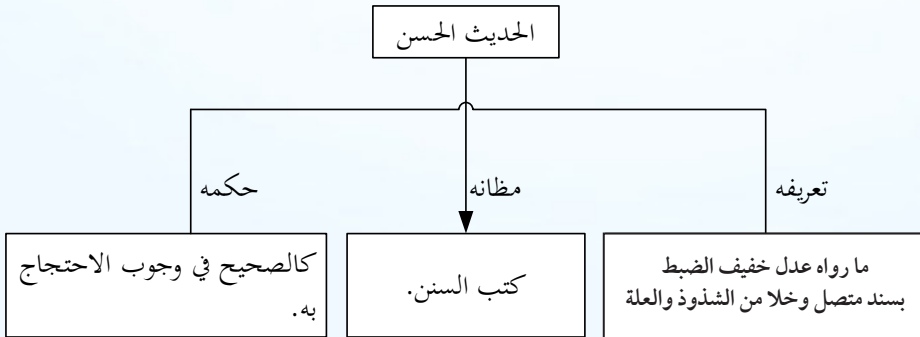 الحديث الحسن
تعريفه
مظانه
حكمه
ما رواه عدل خفيف الضبط
بسند متصل وخلا من الشذوذ والعلة
كتب السنن.
كالصحيح في وجوب الاحتجاج
به.